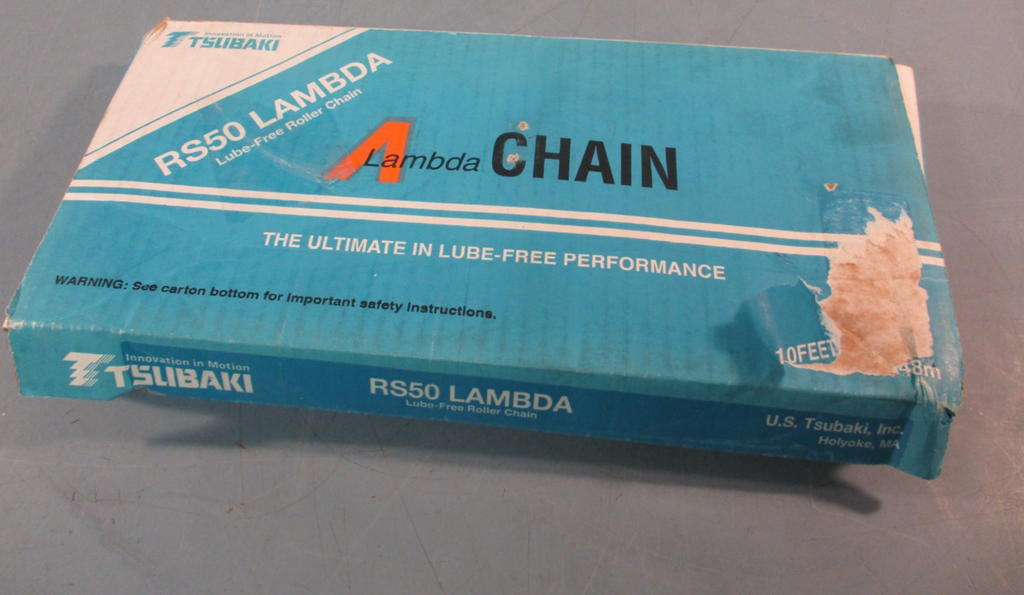 Innovation in Motion
TSUBAKI
RS50 LAMBDA
Lube-Free Roller Chain
Lambda CHAIN
THE ULTIMATE IN LUBE-FREE PERFORMANCE
WARNING: See carton bottom for important safety instructions.
10FEET
48m
Innovation in Motion
TSUBAKI
RS50 LAMBDA
Lube-Free Roller Chain
U.S. Tsubaki, Inc.
Holyoke, MA